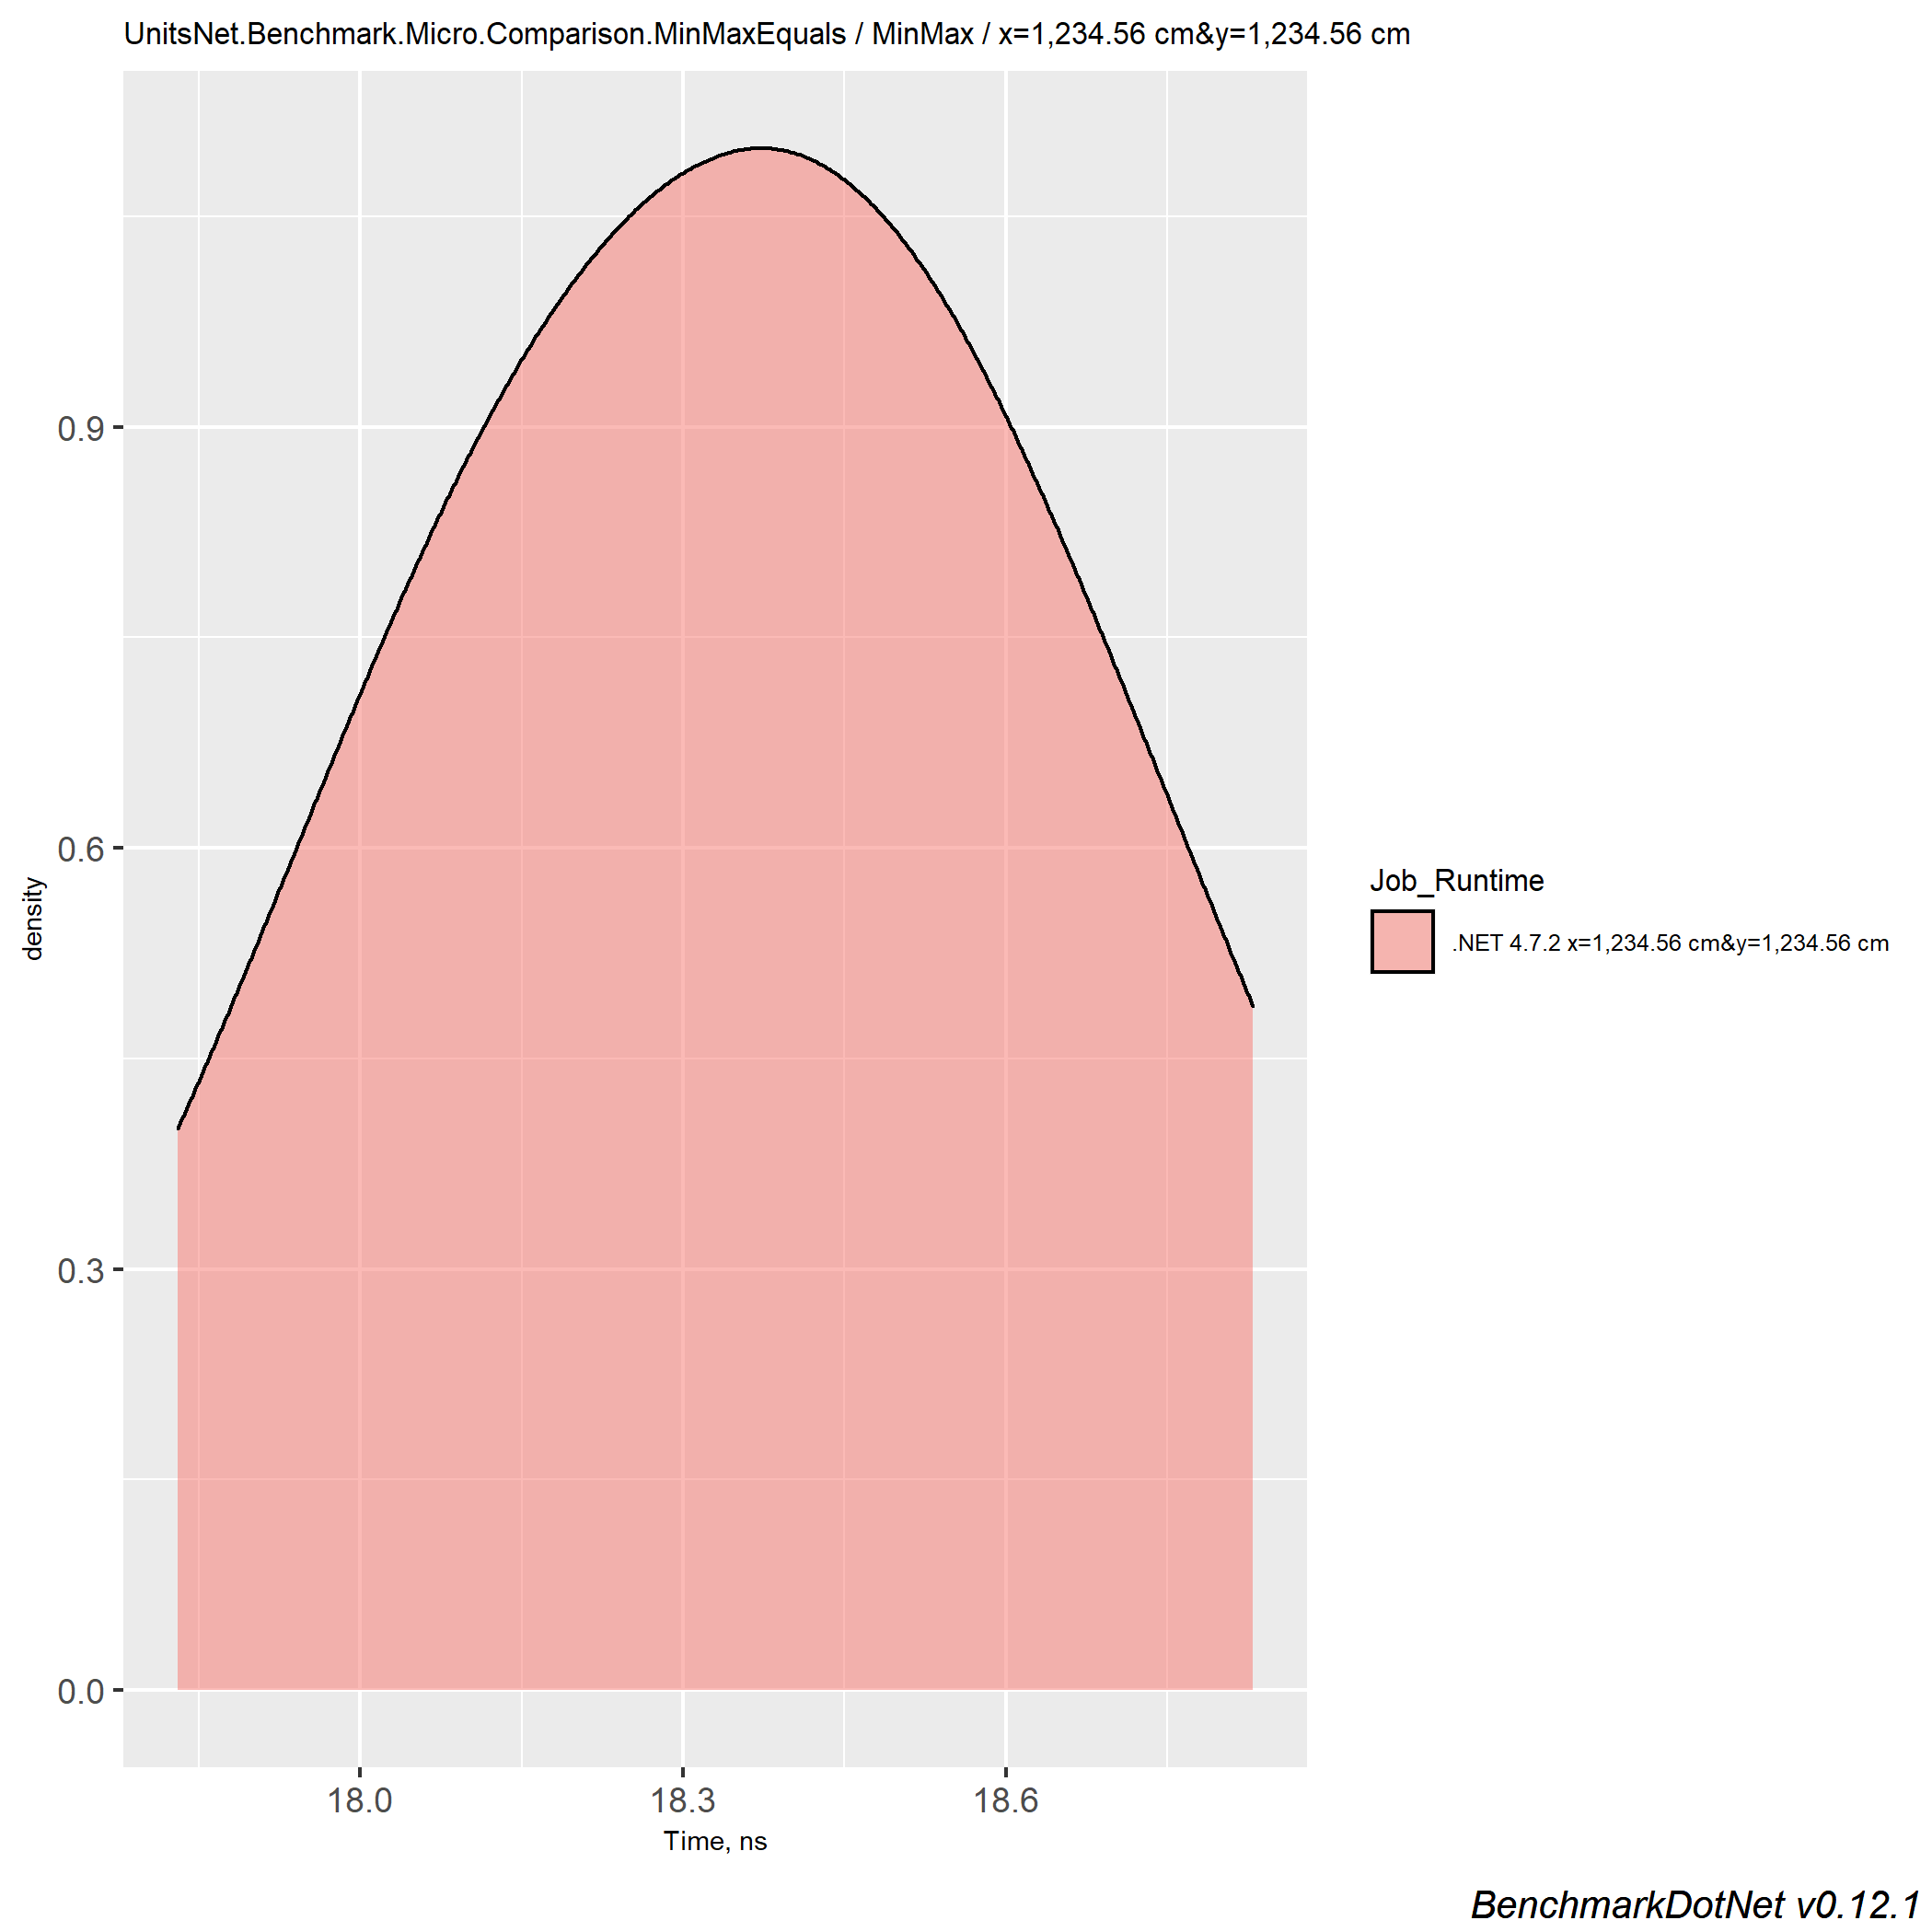 UnitsNet.Benchmark.Micro.Comparison.MinMaxEquals / MinMax / x=1,234.56 cm&y=1,234.56 cm
0.9
0.6
0.3
0.0
density
18.0 18.3 18.6
Time, ns
Job_Runtime
.NET 4.7.2 x=1,234.56 cm&y=1,234.56 cm
BenchmarkDotNet v0.12.1